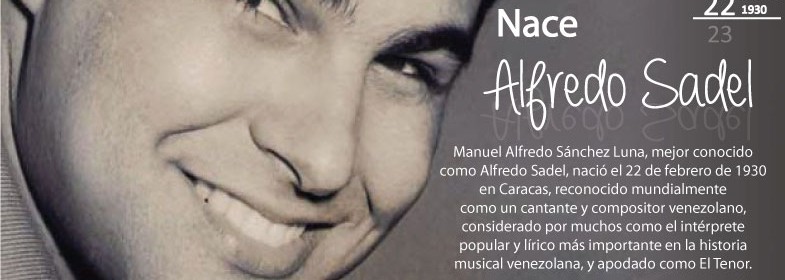 22 1930
Nace
23
Alfredo Sadel
Manuel Alfredo Sánchez Luna, mejor conocido
como Alfredo Sadel, nació el 22 de febrero de 1930
en Caracas, reconocido mundialmente
como un cantante y compositor venezolano,
considerado por muchos como el intérprete
popular y lírico más importante en la historia
musical venezolana, y apodado como El Tenor.